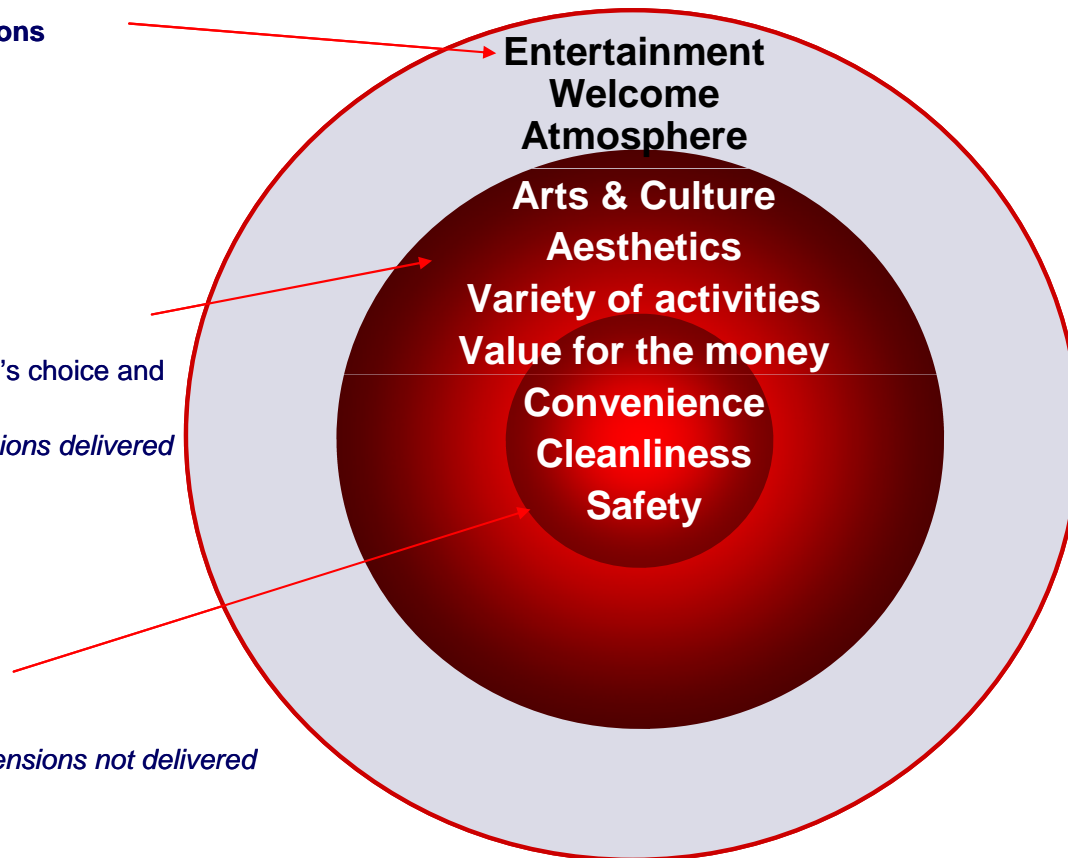 ons
Entertainment
Welcome
Atmosphere
Arts & Culture
Aesthetics
Variety of activities
Value for the money
's choice and
Convenience
ions delivered
Cleanliness
Safety
ensions not delivered